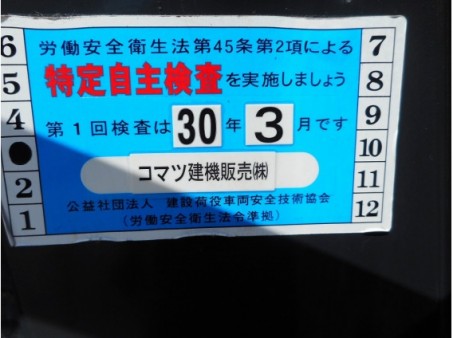 労働安全衛生法第45条第2項による
特定自主検査を実施しましょう
第1回検査は 30 年 3 月です
コマツ建機販売㈱
公益社団法人 建設荷役車両安全技術協会
(労働安全衛生法令準拠)
6
5
4
2
1
7
8
9
10
11
12